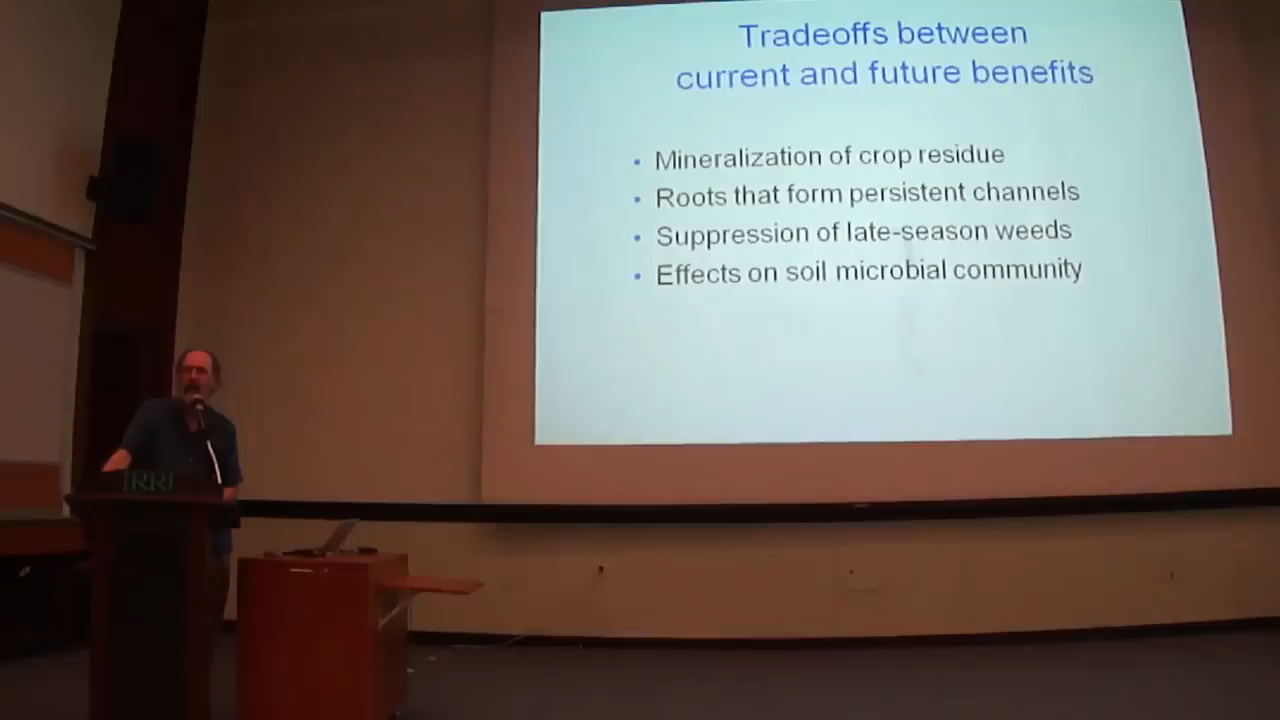 Tradeoffs between
current and future benefits
• Mineralization of crop residue
• Roots that form persistent channels
• Suppression of late-season weeds
• Effects on soil microbial community
IRRI